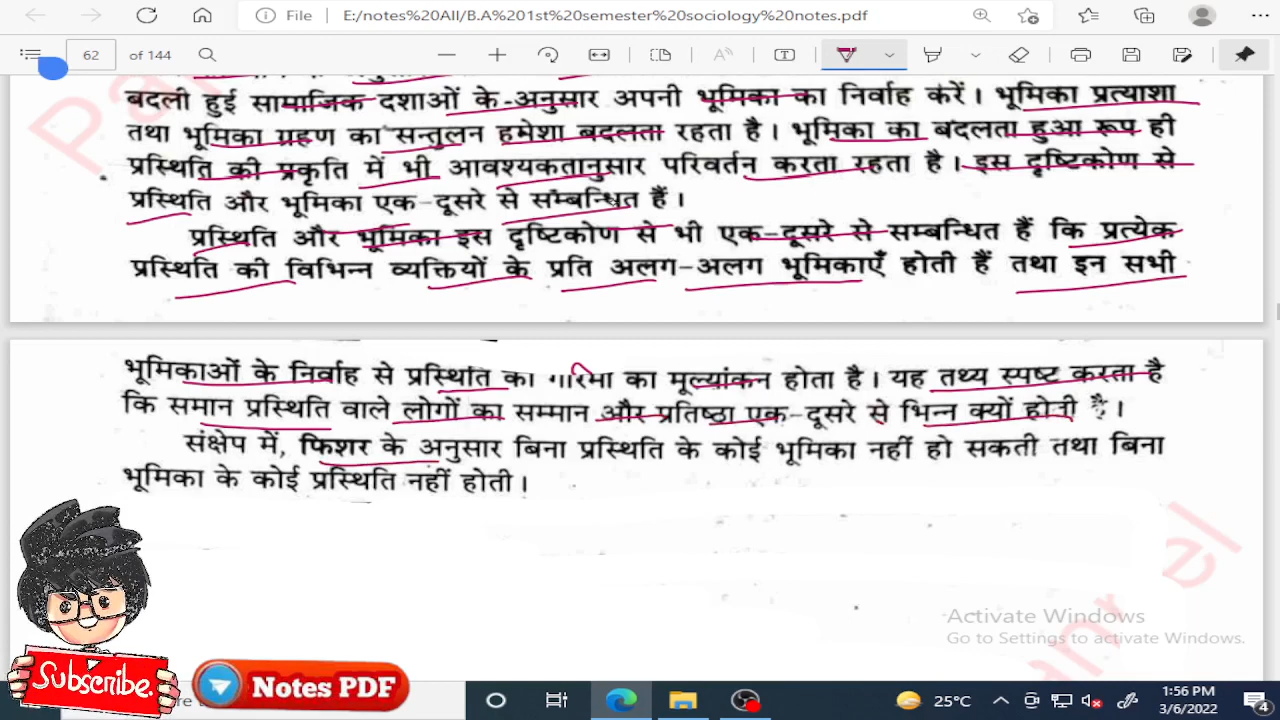 File E:/notes%20All/B.A%201st%20semester%20sociology%20notes.pdf
62 of 144
बदली हुई सामाजिक दशाओं के-अनुसार अपनी भूमिका का निर्वाह करें। भूमिका प्रत्याशा
तथा भूमिका ग्रहण का सन्तुलन हमेशा बदलता रहता है। भूमिका का बदलता हुआ रूप ही
प्रस्थिति की प्रकृति में भी आवश्यकतानुसार परिवर्तन करता रहता है। इस दृष्टिकोण से
प्रस्थिति और भूमिका एक-दूसरे से सम्बन्धित हैं।
प्रस्थिति और भूमिका इस दृष्टिकोण से भी एक-दूसरे से सम्बन्धित हैं कि प्रत्येक
प्रस्थिति की विभिन्न व्यक्तियों के प्रति अलग-अलग भूमिकाएँ होती हैं तथा इन सभी
भूमिकाओं के निर्वाह से प्रस्थिति की गरिमा का मूल्यांकन होता है। यह तथ्य स्पष्ट करता है
कि समान प्रस्थिति वाले लोगों का सम्मान और प्रतिष्ठा एक-दूसरे से भिन्न क्यों होनी है।
संक्षेप में, फिशर के अनुसार बिना प्रस्थिति के कोई भूमिका नहीं हो सकती तथा बिना
भूमिका के कोई प्रस्थिति नहीं होती।
Activate Windows
Go to Settings to activate Windows.
Subscribe.
Notes PDF
25°C
1:56 PM
3/6/2022
4